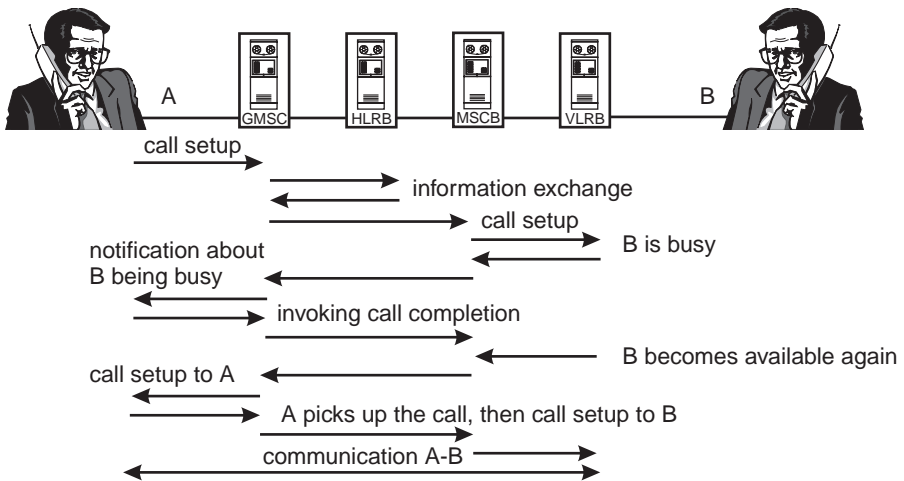 A
B
GMSC
HLRB
MSCB
VLRB
call setup
information exchange
call setup
B is busy
notification about
B being busy
invoking call completion
B becomes available again
call setup to A
A picks up the call, then call setup to B
communication A-B